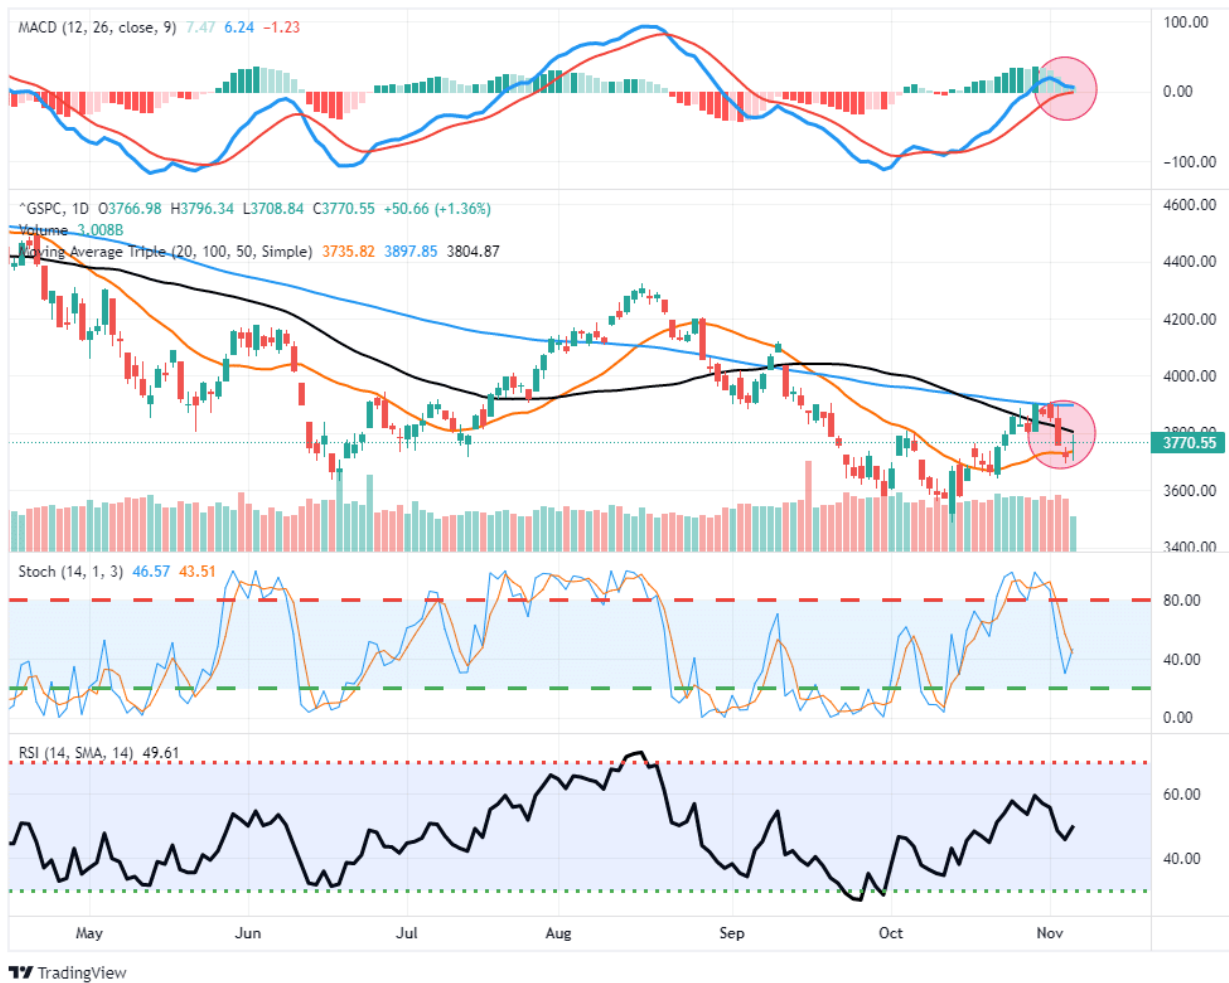 MACD (12, 26, close, 9) 7.47 6.24 −1.23
100.00
0.00
−100.00
^GSPC, 1D O3766.98 H3796.34 L3708.84 C3770.55 +50.66 (+1.36%)
Volume 3.008B
Moving Average Triple (20, 100, 50, Simple) 3735.82 3897.85 3804.87
4600.00
4400.00
4200.00
4000.00
3800.00
3770.55
3600.00
3400.00
Stoch (14, 1, 3) 46.57 43.51
80.00
40.00
0.00
RSI (14, SMA, 14) 49.61
60.00
40.00
May Jun Jul Aug Sep Oct Nov
TradingView